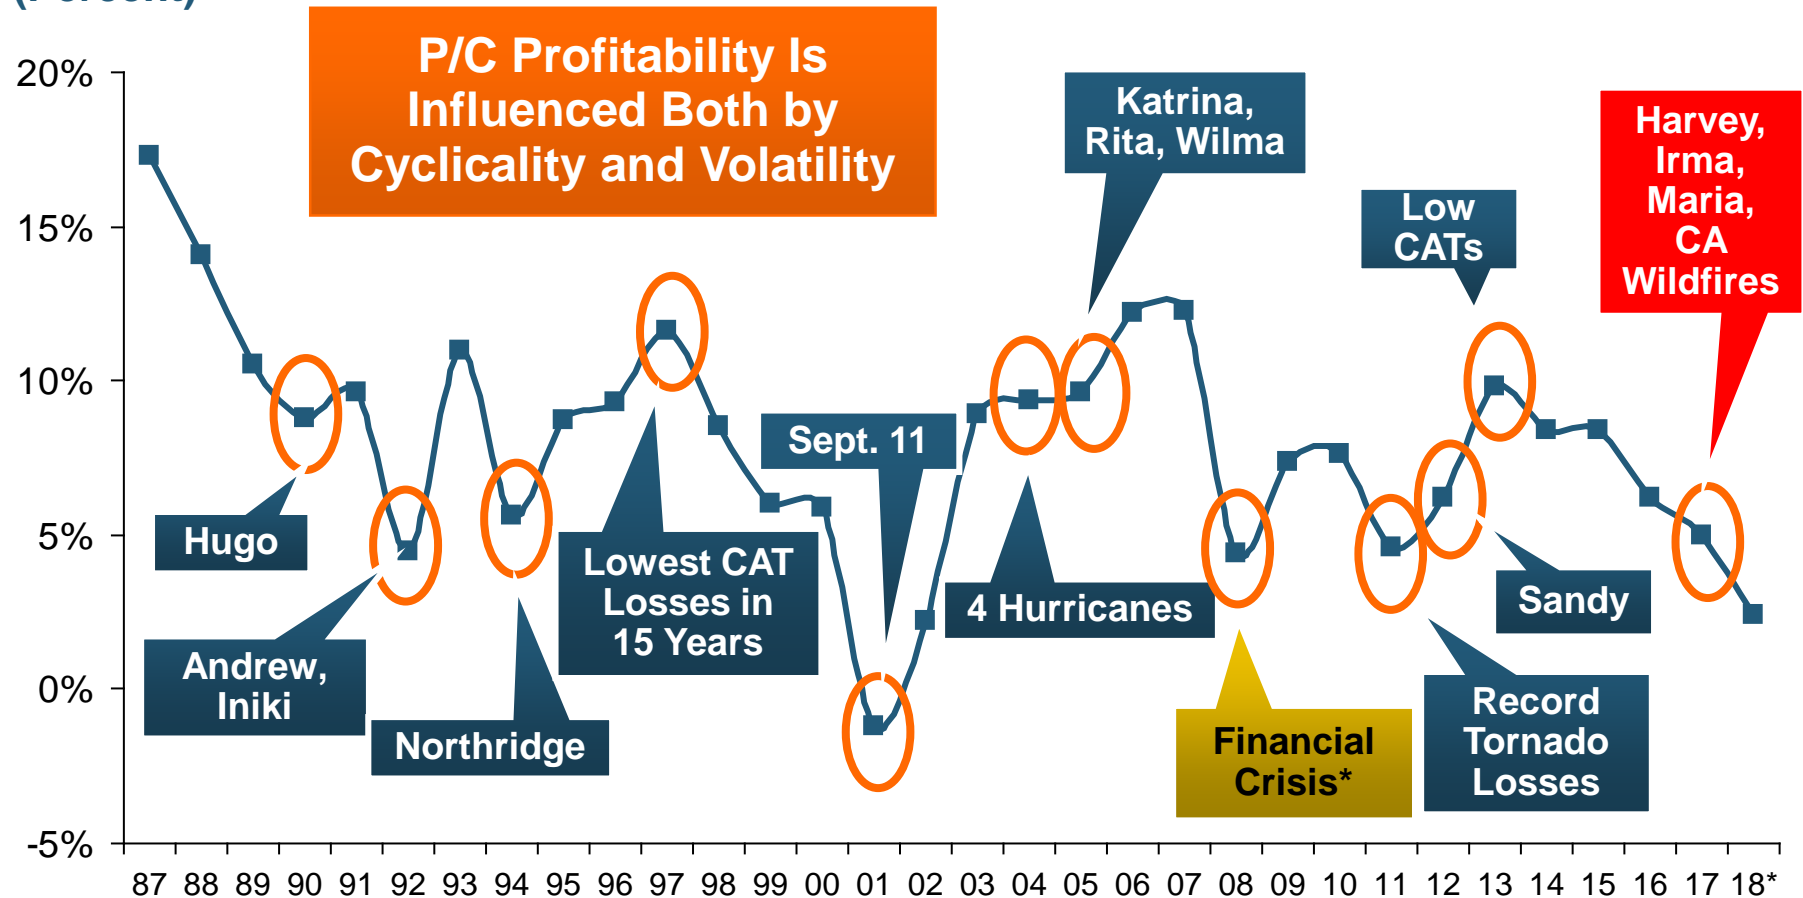 (Percent)
P/C Profitability Is
Influenced Both by
Cyclicality and Volatility
Katrina,
Rita, Wilma
Low
CATs
Harvey,
Irma,
Maria,
CA
Wildfires
Sept. 11
Hugo
Lowest CAT
Losses in
15 Years
4 Hurricanes
Sandy
Andrew,
Iniki
Northridge
Financial
Crisis*
Record
Tornado
Losses
20%
15%
10%
5%
0%
-5%
87 88 89 90 91 92 93 94 95 96 97 98 99 00 01 02 03 04 05 06 07 08 09 10 11 12 13 14 15 16 17 18*